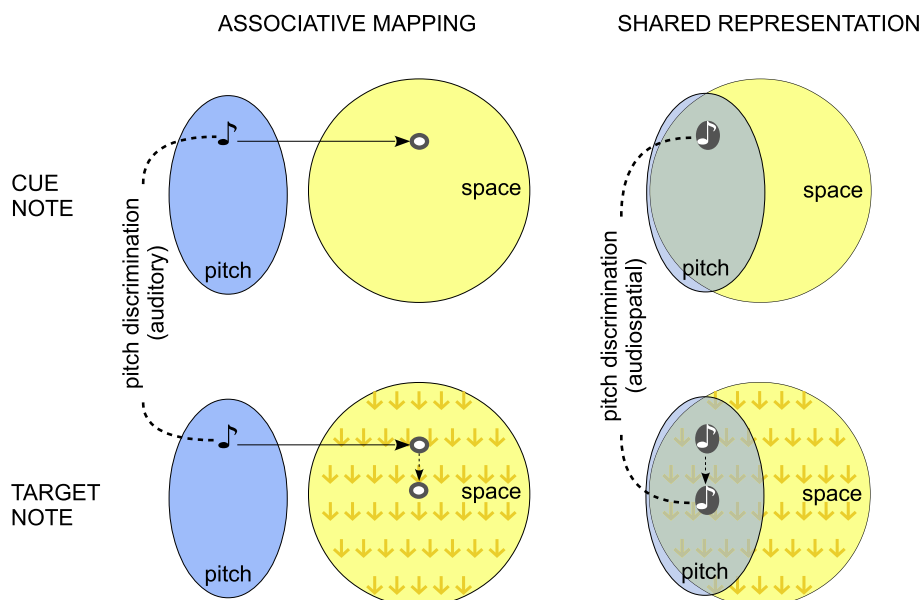 ASSOCIATIVE MAPPING
SHARED REPRESENTATION
CUE
NOTE
space
pitch
pitch discrimination
(auditory)
space
pitch
pitch discrimination
(audiospatial)
TARGET
NOTE
space
pitch
space
pitch